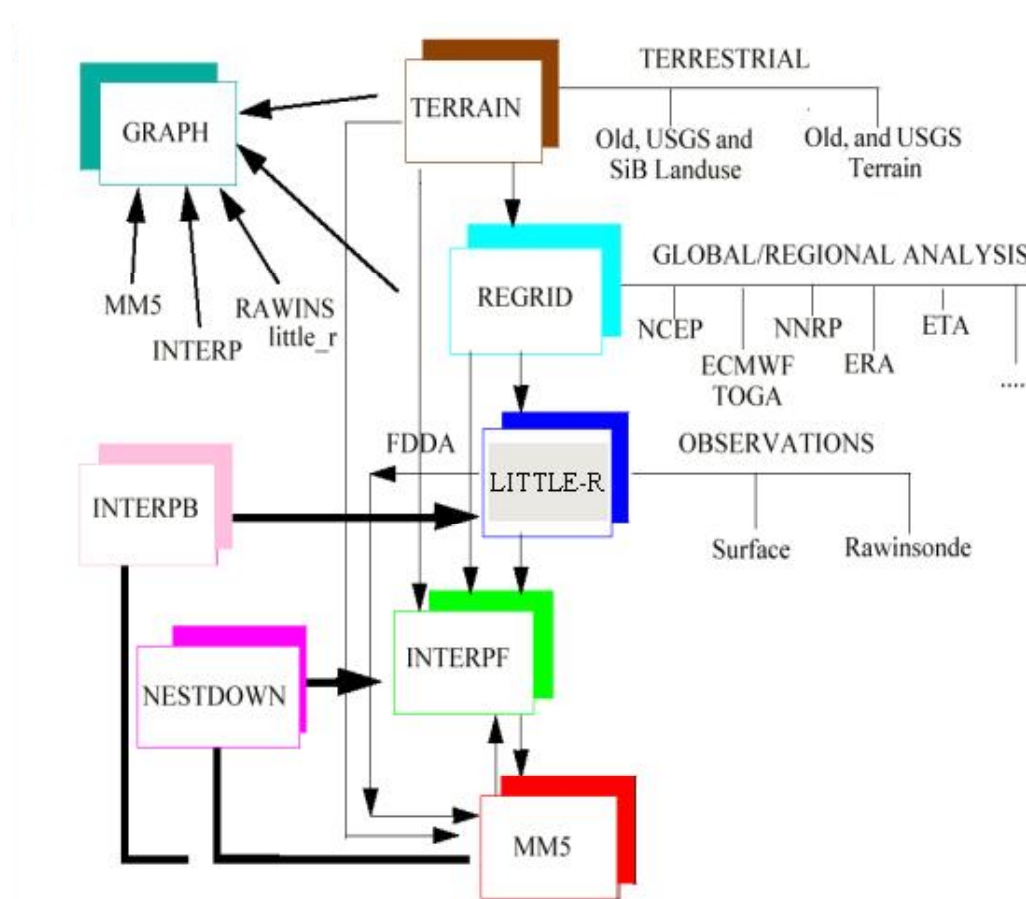 TERRESTRIAL
TERRAIN
GRAPH
Old, USGS and
SiB Landuse
Old, and USGS
Terrain
GLOBAL/REGIONAL ANALYSIS
REGRID
MM5
RAWINS
little_r
INTERP
NCEP
ECMWF
TOGA
NNRP
ERA
ETA
....
FDDA
OBSERVATIONS
LITTLE-R
INTERPB
Surface
Rawinsonde
INTERPF
NESTDOWN
MM5